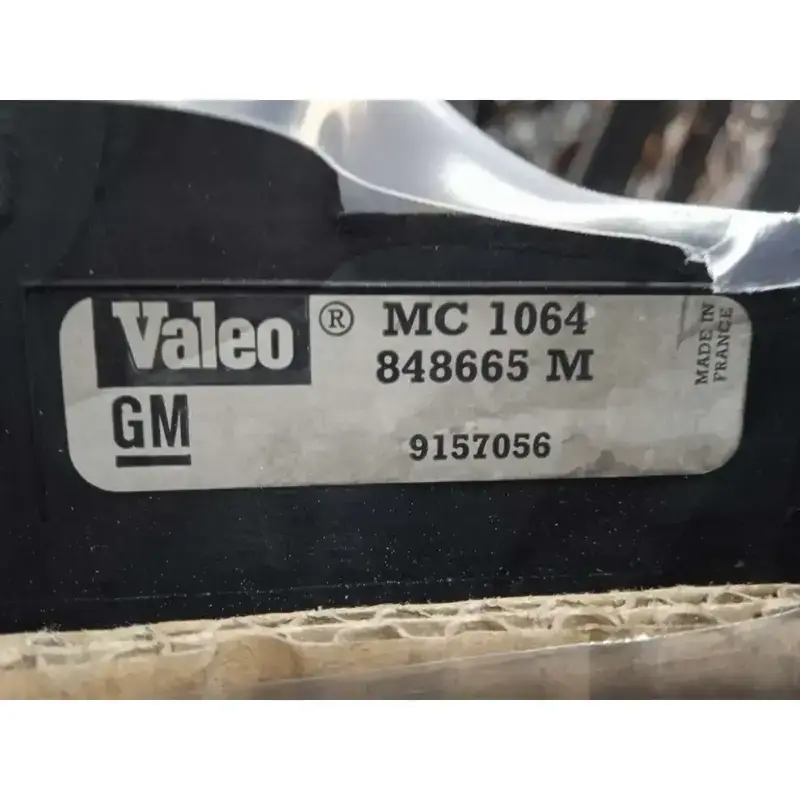 Valeo ® MC 1064
848665 M
GM
9157056
MADE IN
FRANCE